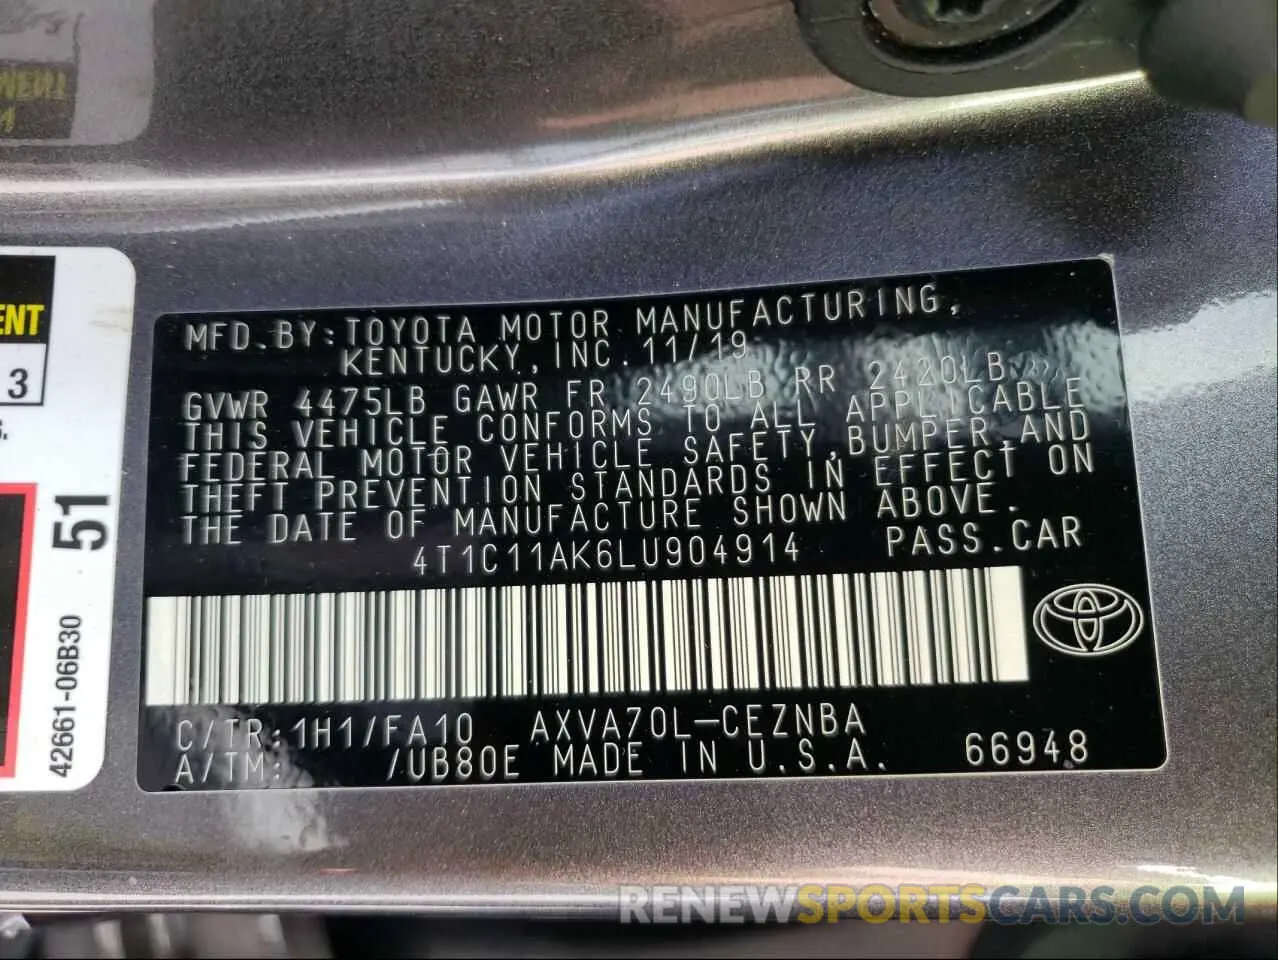 MFD.BY:TOYOTA MOTOR MANUFACTURING,
KENTUCKY,INC. 11/19
GVWR 4475LB GAWR FR 2490LB RR 2420LB
THIS VEHICLE CONFORMS TO ALL APPLICABLE
FEDERAL MOTOR VEHICLE SAFETY,BUMPER,AND
THEFT PREVENTION STANDARDS IN EFFECT ON
THE DATE OF MANUFACTURE SHOWN ABOVE.
4T1C11AK6LU904914 PASS.CAR
C/TR:1H1/FA10 AXVA70L-CEZNBA
A/TM: /UB80E MADE IN U.S.A. 66948
3
51
42661-06B30
RENEWSPORTSCARS.COM